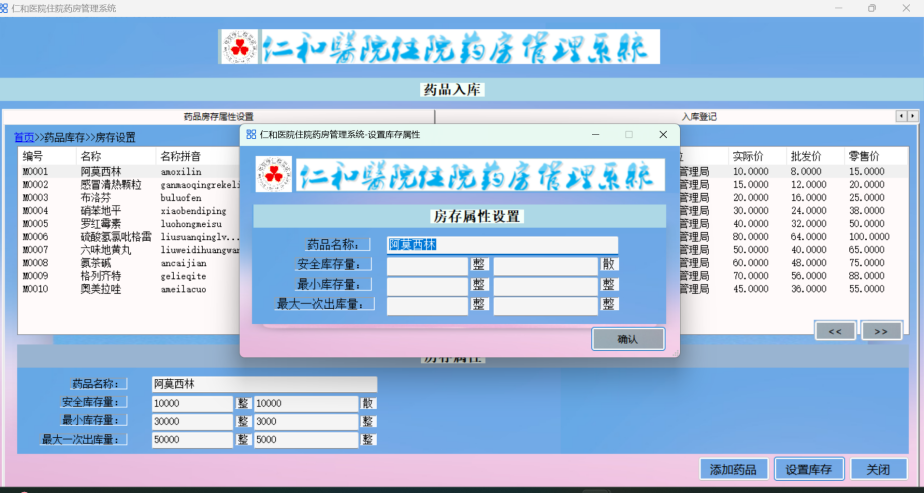 仁和医院住院药房管理系统
仁和醫院住院药房管理系統
药品入库
药品房存属性设置 入库登记
首页>>药品库存>>房存设置
编号 名称 名称拼音 实际价 批发价 零售价
M0001 阿莫西林 amoxilin 管理局 10.0000 8.0000 15.0000
M0002 感冒清热颗粒 ganmaoqingrekeli 管理局 15.0000 12.0000 20.0000
M0003 布洛芬 buluofen 管理局 20.0000 16.0000 25.0000
M0004 硝苯地平 xiaobendiping 管理局 30.0000 24.0000 38.0000
M0005 罗红霉素 luohongmeisu 管理局 40.0000 32.0000 50.0000
M0006 硫酸氢氯吡格雷 liusuanqinglv... 管理局 80.0000 64.0000 100.0000
M0007 六味地黄丸 liuweidihuangwan 管理局 50.0000 40.0000 65.0000
M0008 氨茶碱 ancaijian 管理局 60.0000 48.0000 75.0000
M0009 格列齐特 gelieqite 管理局 70.0000 56.0000 88.0000
M0010 奥美拉唑 ameilacuo 管理局 45.0000 36.0000 55.0000
<< >>
仁和医院住院药房管理系统-设置库存属性
仁和醫院住院药房管理系統
房存属性设置
药品名称: 阿莫西林
安全库存量: 整 散
最小库存量: 整 整
最大一次出库量: 整 整
确认
房存属性
药品名称: 阿莫西林
安全库存量: 10000 整 10000 散
最小库存量: 30000 整 3000 整
最大一次出库量: 50000 整 5000 整
添加药品 设置库存 关闭